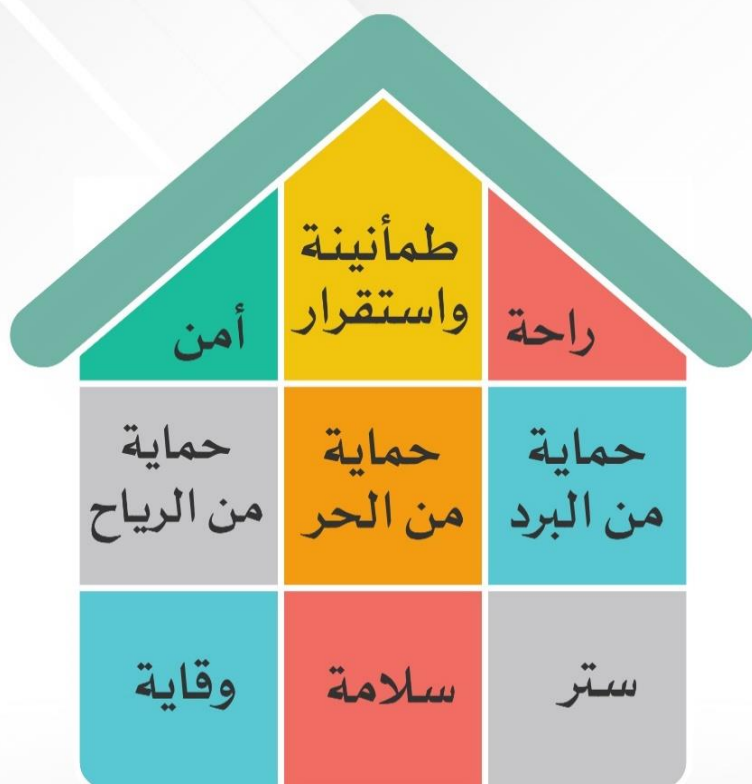 راحة
طمأنينة
واستقرار
أمن
حماية
من البرد
حماية
من الحر
حماية
من الرياح
ستر
سلامة
وقاية